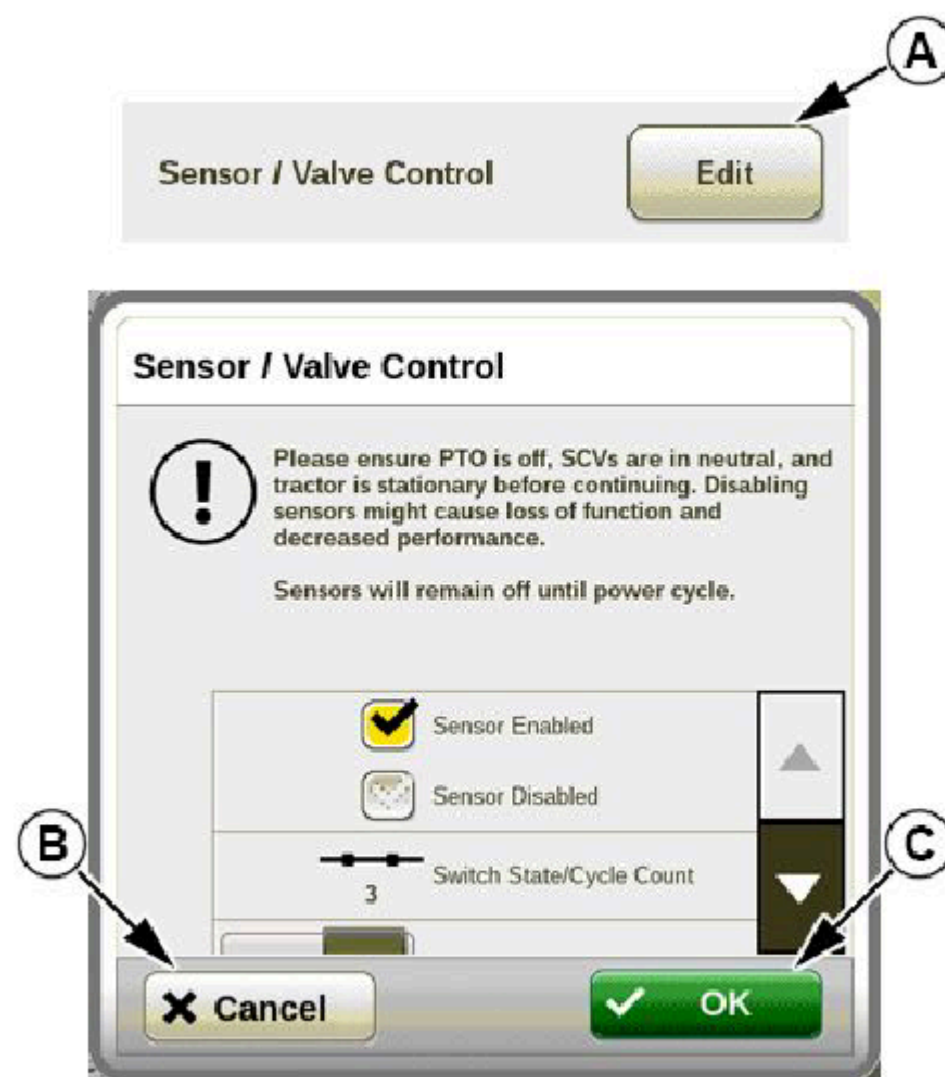 A
Sensor / Valve Control
Edit
Sensor / Valve Control
!
Please ensure PTO is off, SCVs are in neutral, and
tractor is stationary before continuing. Disabling
sensors might cause loss of function and
decreased performance.
Sensors will remain off until power cycle.
Sensor Enabled
Sensor Disabled
B
C
Switch State/Cycle Count
3
Cancel
OK